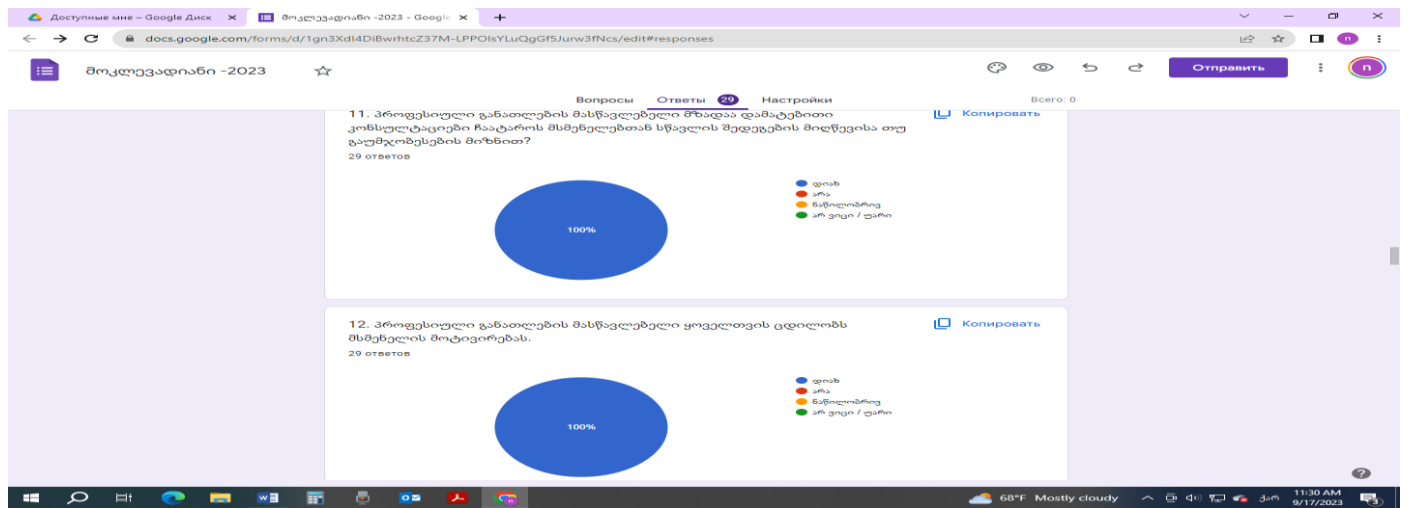 Доступные мне – Google Диск
მოკლევადიანი -2023 - Google
docs.google.com/forms/d/1gn3Xdl4DiBwrhtcZ37M-LPPOIsYLuQgGf5Jurw3fNcs/edit#responses
მოკლევადიანი -2023
Отправить
Вопросы Ответы 29 Настройки
Всего: 0
11. პროფესიული განათლების მასწავლებელი მზადაა დამატებითი
კონსულტაციები ჩაატაროს მსმენელებთან სწავლის შედეგების მიღწევისა თუ
გაუმჯობესების მიზნით?
Копировать
29 ответов
დიახ
არა
ნაწილობრივ
არ ვიცი / უარი
100%
12. პროფესიული განათლების მასწავლებელი ყოველთვის ცდილობს
მსმენელის მოტივირებას.
Копировать
29 ответов
დიახ
არა
ნაწილობრივ
არ ვიცი / უარი
100%
68°F Mostly cloudy
ქარ
11:30 AM
9/17/2023